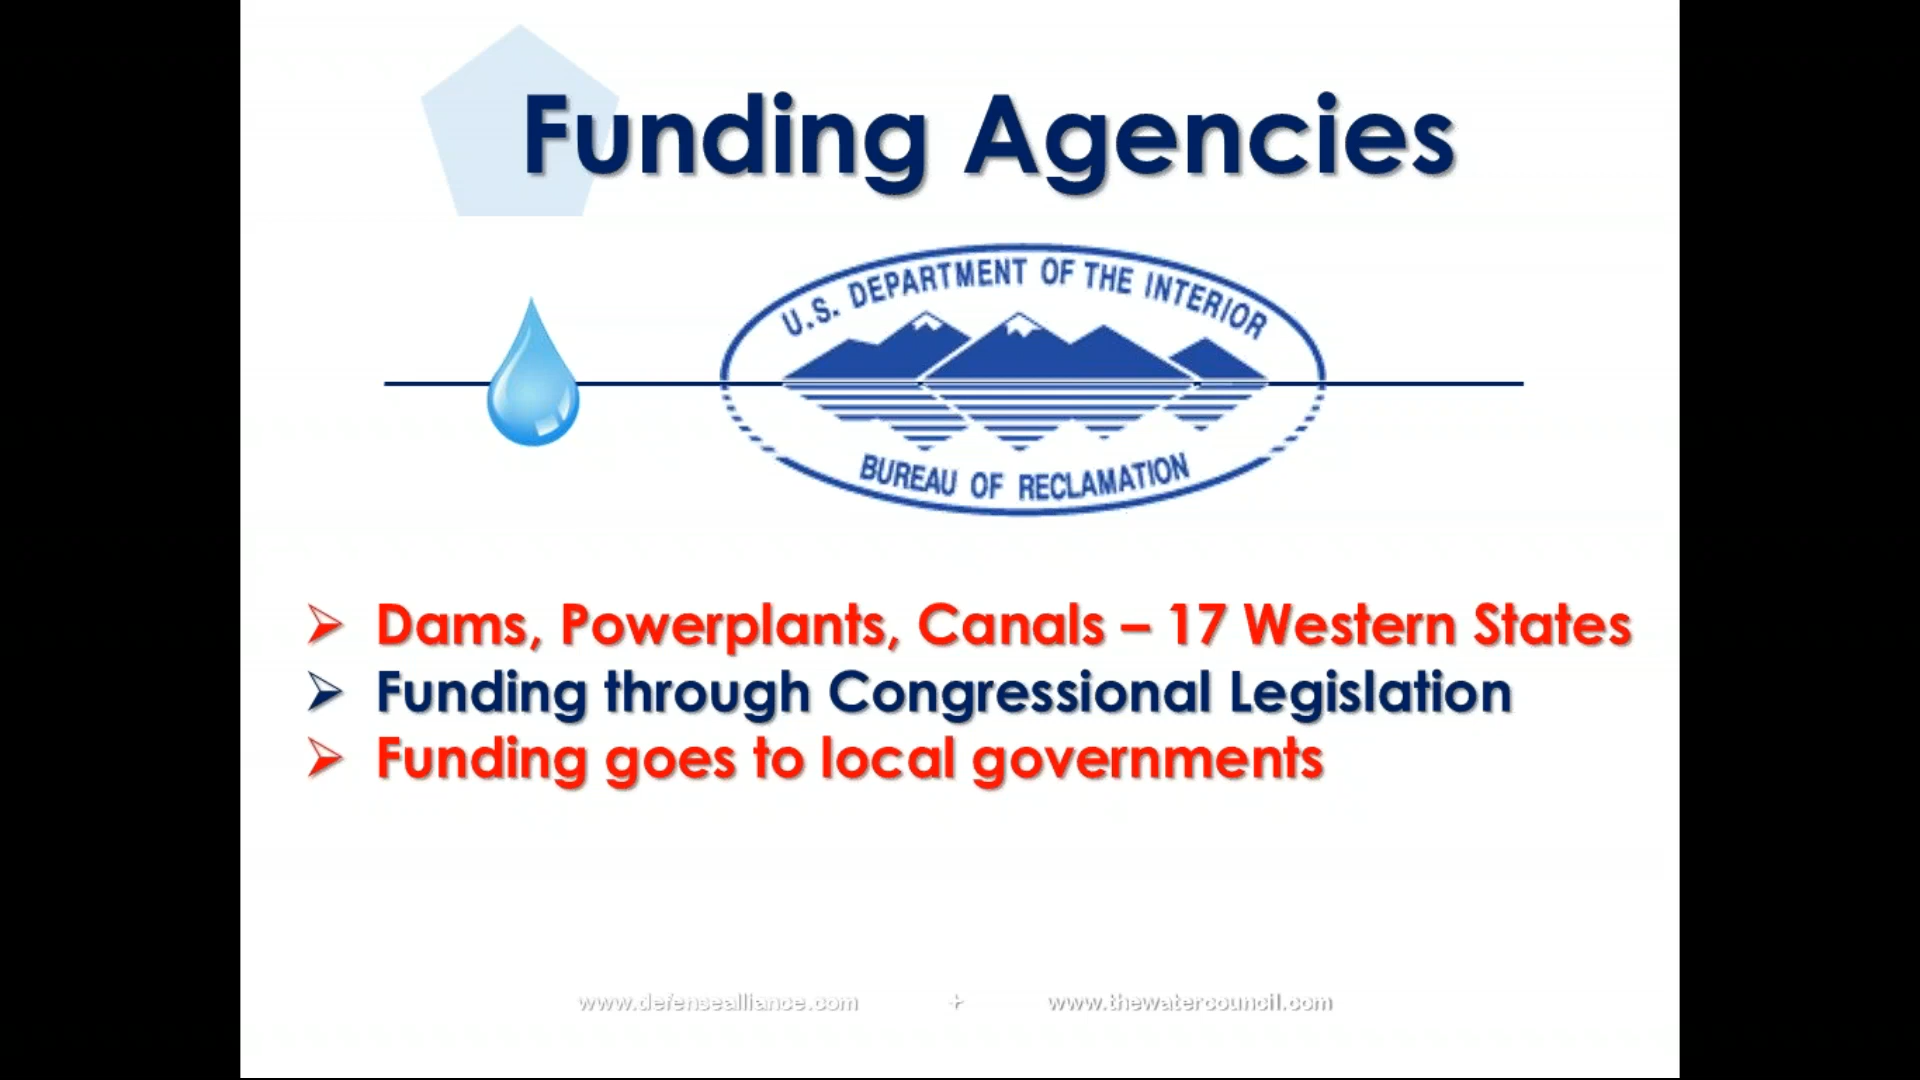 Funding Agencies
U.S. DEPARTMENT OF THE INTERIOR
BUREAU OF RECLAMATION
Dams, Powerplants, Canals – 17 Western States
Funding through Congressional Legislation
Funding goes to local governments
www.defensealliance.com + www.thewatercouncil.com